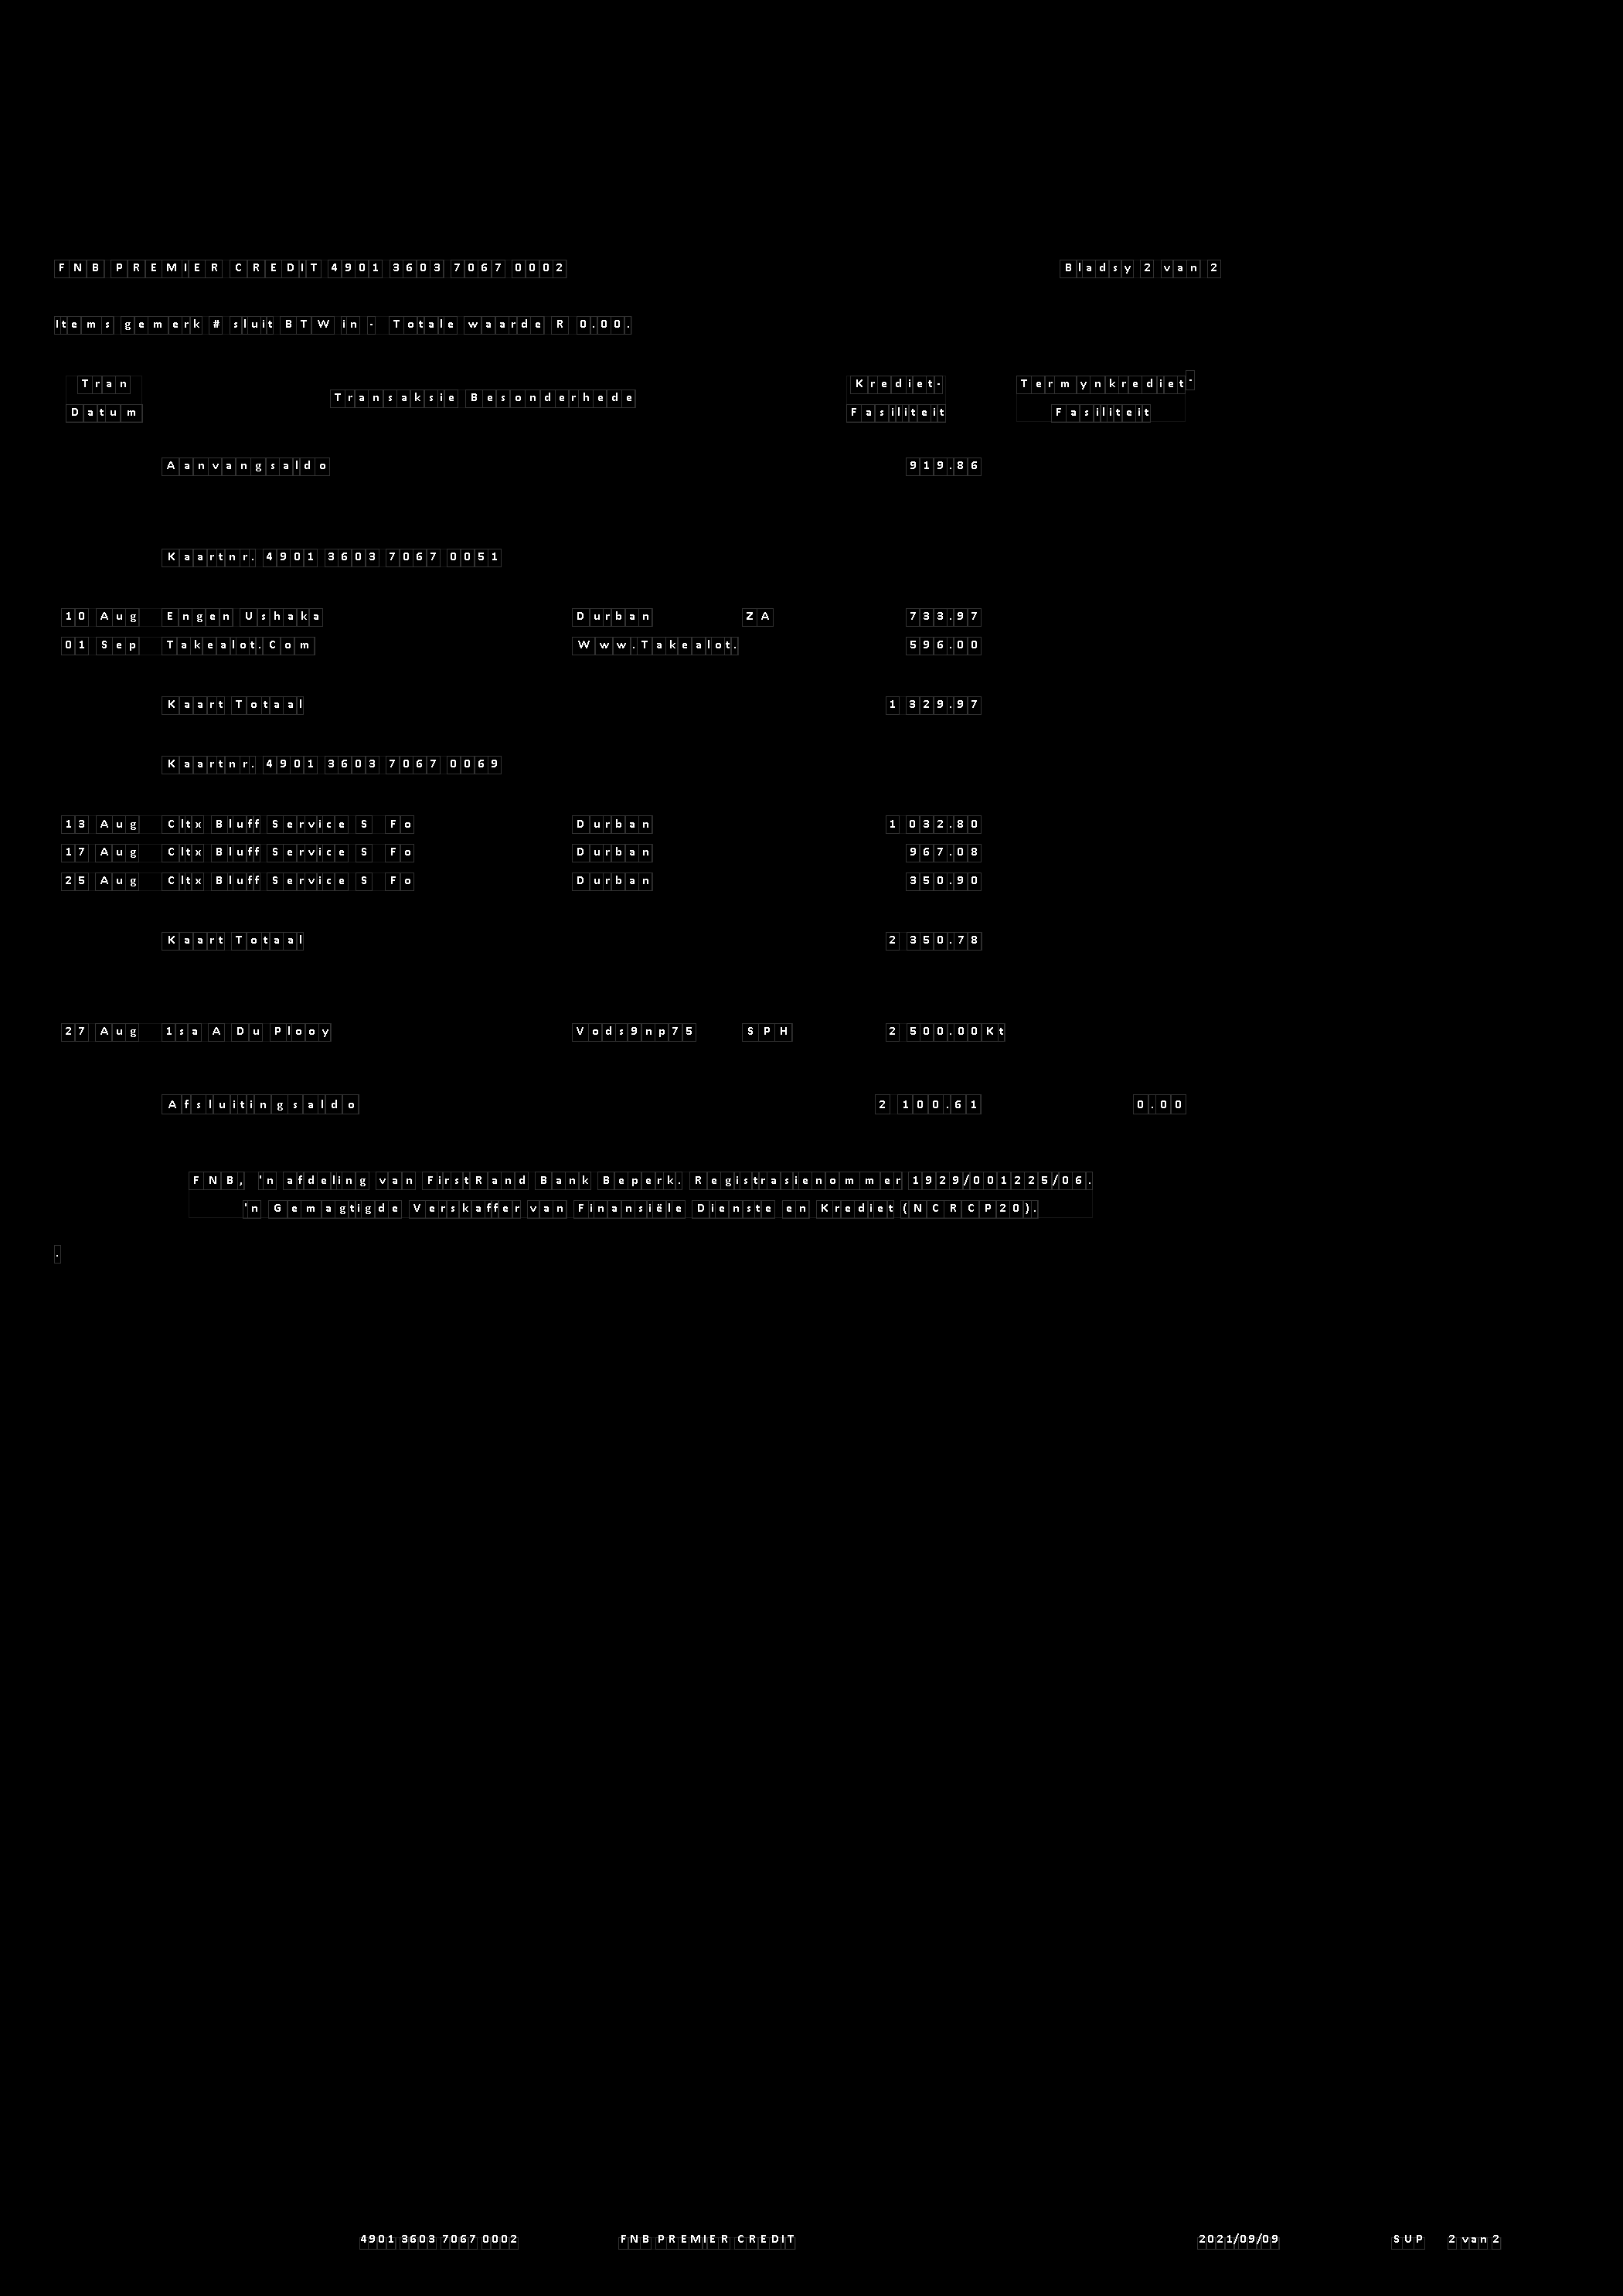 FNB PREMIER CREDIT 4901 3603 7067 0002 Bladsy 2 van 2
Items gemerk # sluit BTW in - Totale waarde R 0.00.
Tran Datum Transaksie Besonderhede Krediet- Fasiliteit Termynkrediet- Fasiliteit
Aanvangsaldo 919.86
Kaartnr. 4901 3603 7067 0051
10 Aug Engen Ushaka Durban ZA 733.97
01 Sep Takealot.Com Www.Takealot. 596.00
Kaart Totaal 1 329.97
Kaartnr. 4901 3603 7067 0069
13 Aug Cltx Bluff Service S Fo Durban 1 032.80
17 Aug Cltx Bluff Service S Fo Durban 967.08
25 Aug Cltx Bluff Service S Fo Durban 350.90
Kaart Totaal 2 350.78
27 Aug 1sa A Du Plooy Vods9np75 SPH 2 500.00Kt
Afsluitingsaldo 2 100.61 0.00
FNB, 'n afdeling van FirstRand Bank Beperk. Registrasienommer 1929/001225/06.
'n Gemagtigde Verskaffer van Finansiële Dienste en Krediet (NCRCP20).
.
4901 3603 7067 0002 FNB PREMIER CREDIT 2021/09/09 SUP 2 van 2